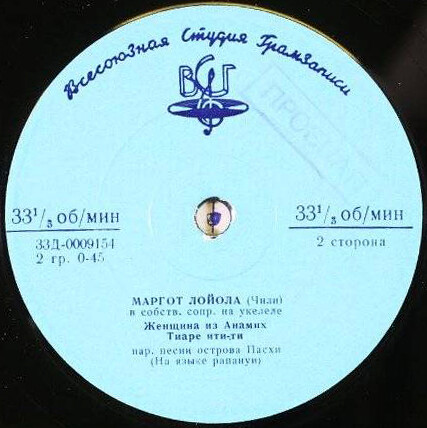 Всесоюзная Студия Грамзаписи
ВСГ
33 1/3 об/мин
33Д-0009154
2 гр. 0-45
33 1/3 об/мин
2 сторона
МАРГОТ ЛОЙОЛА (Чили)
в собств. сопр. на укелеле
Женщина из Анамих
Тиаре ити-ти
нар. песни острова Пасхи
(На языке рапануи)